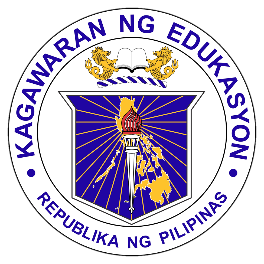 KAGAWARAN NG EDUKASYON
REPUBLIKA NG PILIPINAS